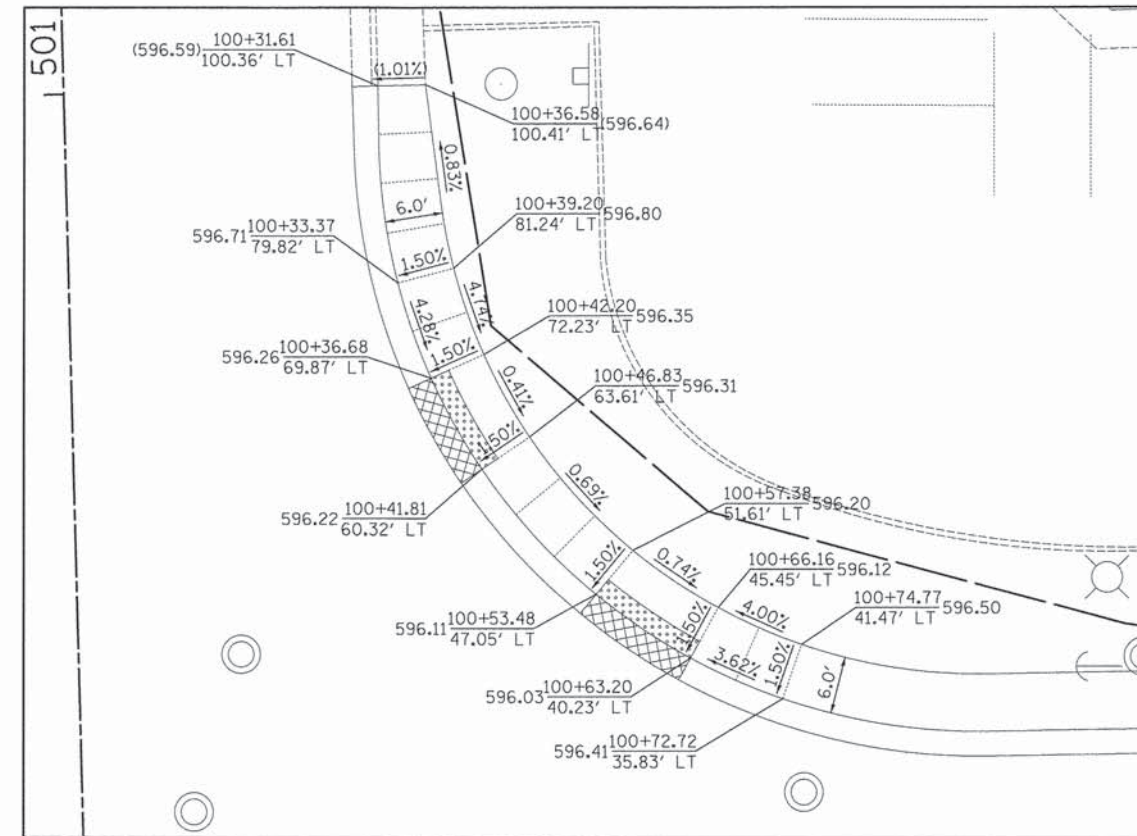 501
(596.59) 100+31.61
100.36' LT
(1.01%)
100+36.58 (596.64)
100.41' LT
0.83%
6.0'
100+39.20 596.80
81.24' LT
596.71 100+33.37
79.82' LT
1.50%
4.74%
4.28%
100+42.20 596.35
72.23' LT
596.26 100+36.68
69.87' LT
1.50%
0.41%
100+46.83 596.31
63.61' LT
1.50%
0.69%
596.22 100+41.81
60.32' LT
100+57.38 596.20
51.61' LT
1.50%
0.74%
100+66.16 596.12
45.45' LT
596.11 100+53.48
47.05' LT
1.50%
4.00%
100+74.77 596.50
41.47' LT
3.62%
1.50%
6.0'
596.03 100+63.20
40.23' LT
596.41 100+72.72
35.83' LT